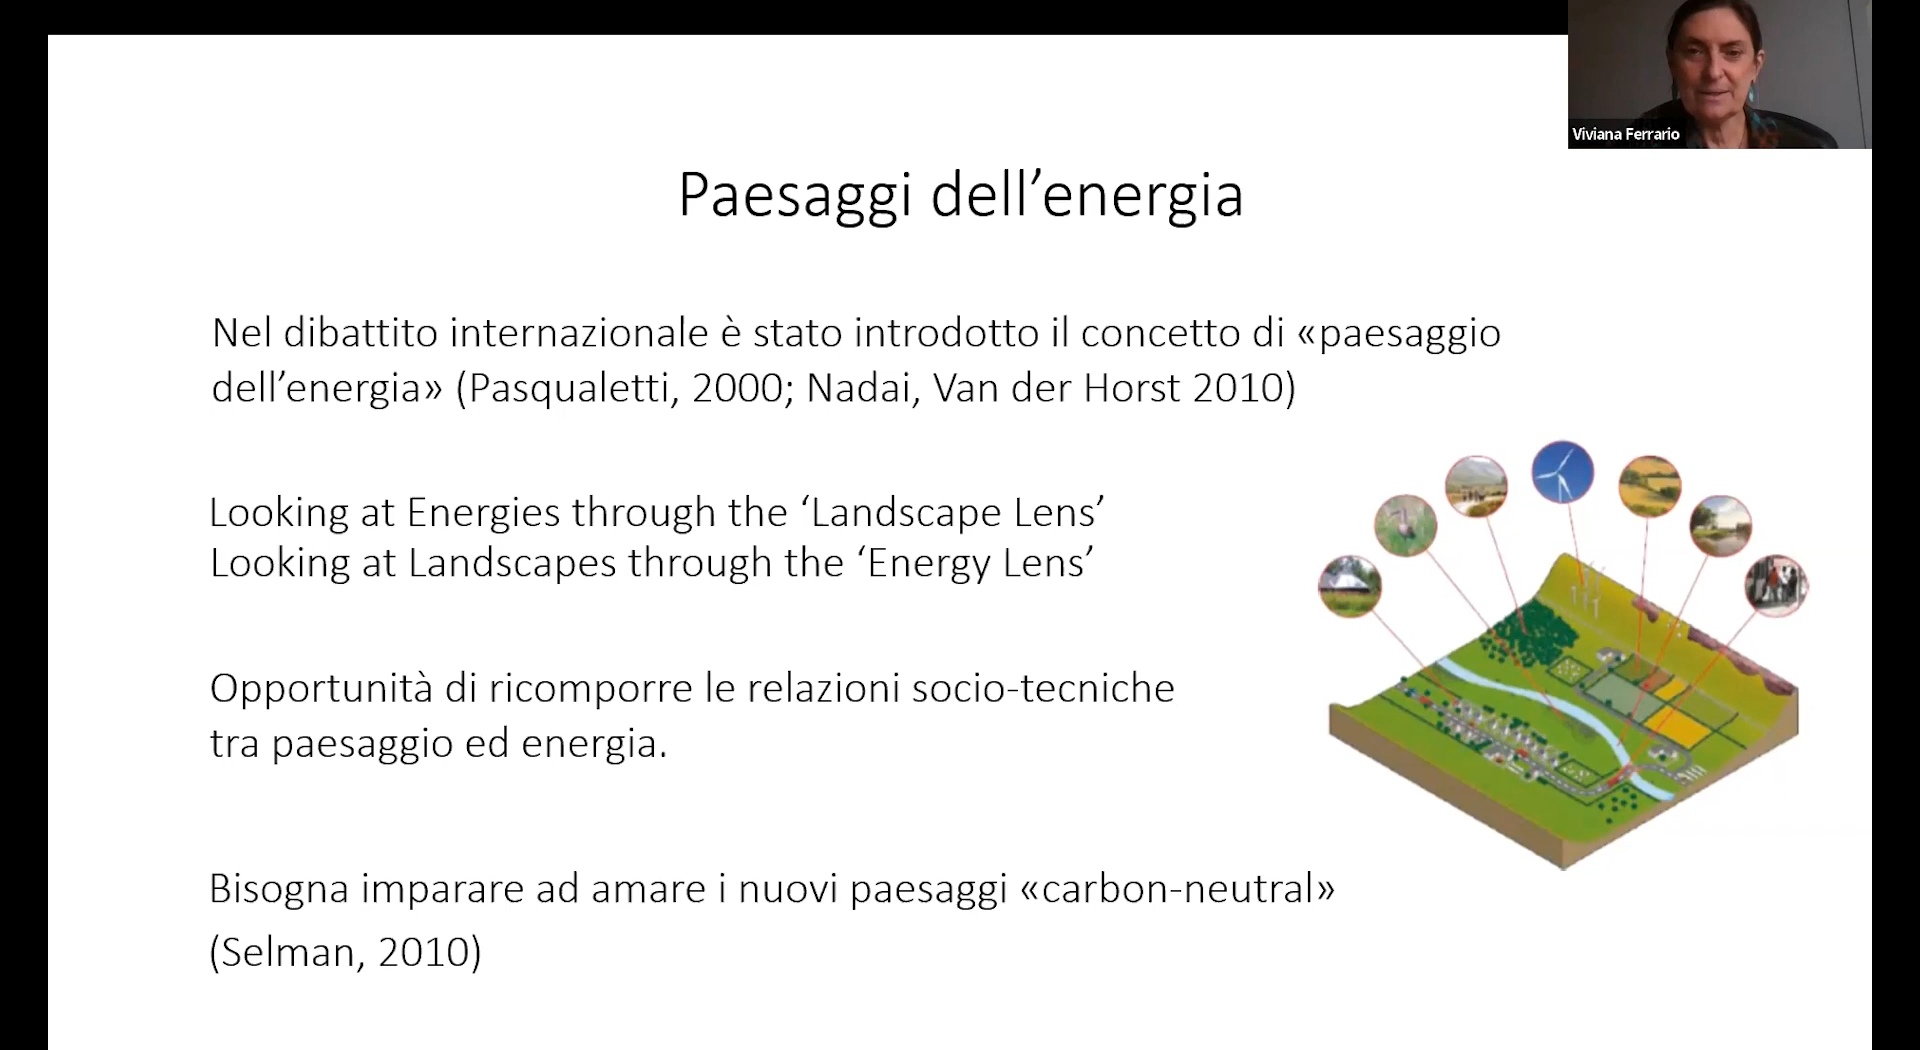 Viviana Ferrario
Paesaggi dell’energia
Nel dibattito internazionale è stato introdotto il concetto di «paesaggio
dell’energia» (Pasqualetti, 2000; Nadai, Van der Horst 2010)
Looking at Energies through the ‘Landscape Lens’
Looking at Landscapes through the ‘Energy Lens’
Opportunità di ricomporre le relazioni socio-tecniche
tra paesaggio ed energia.
Bisogna imparare ad amare i nuovi paesaggi «carbon-neutral»
(Selman, 2010)